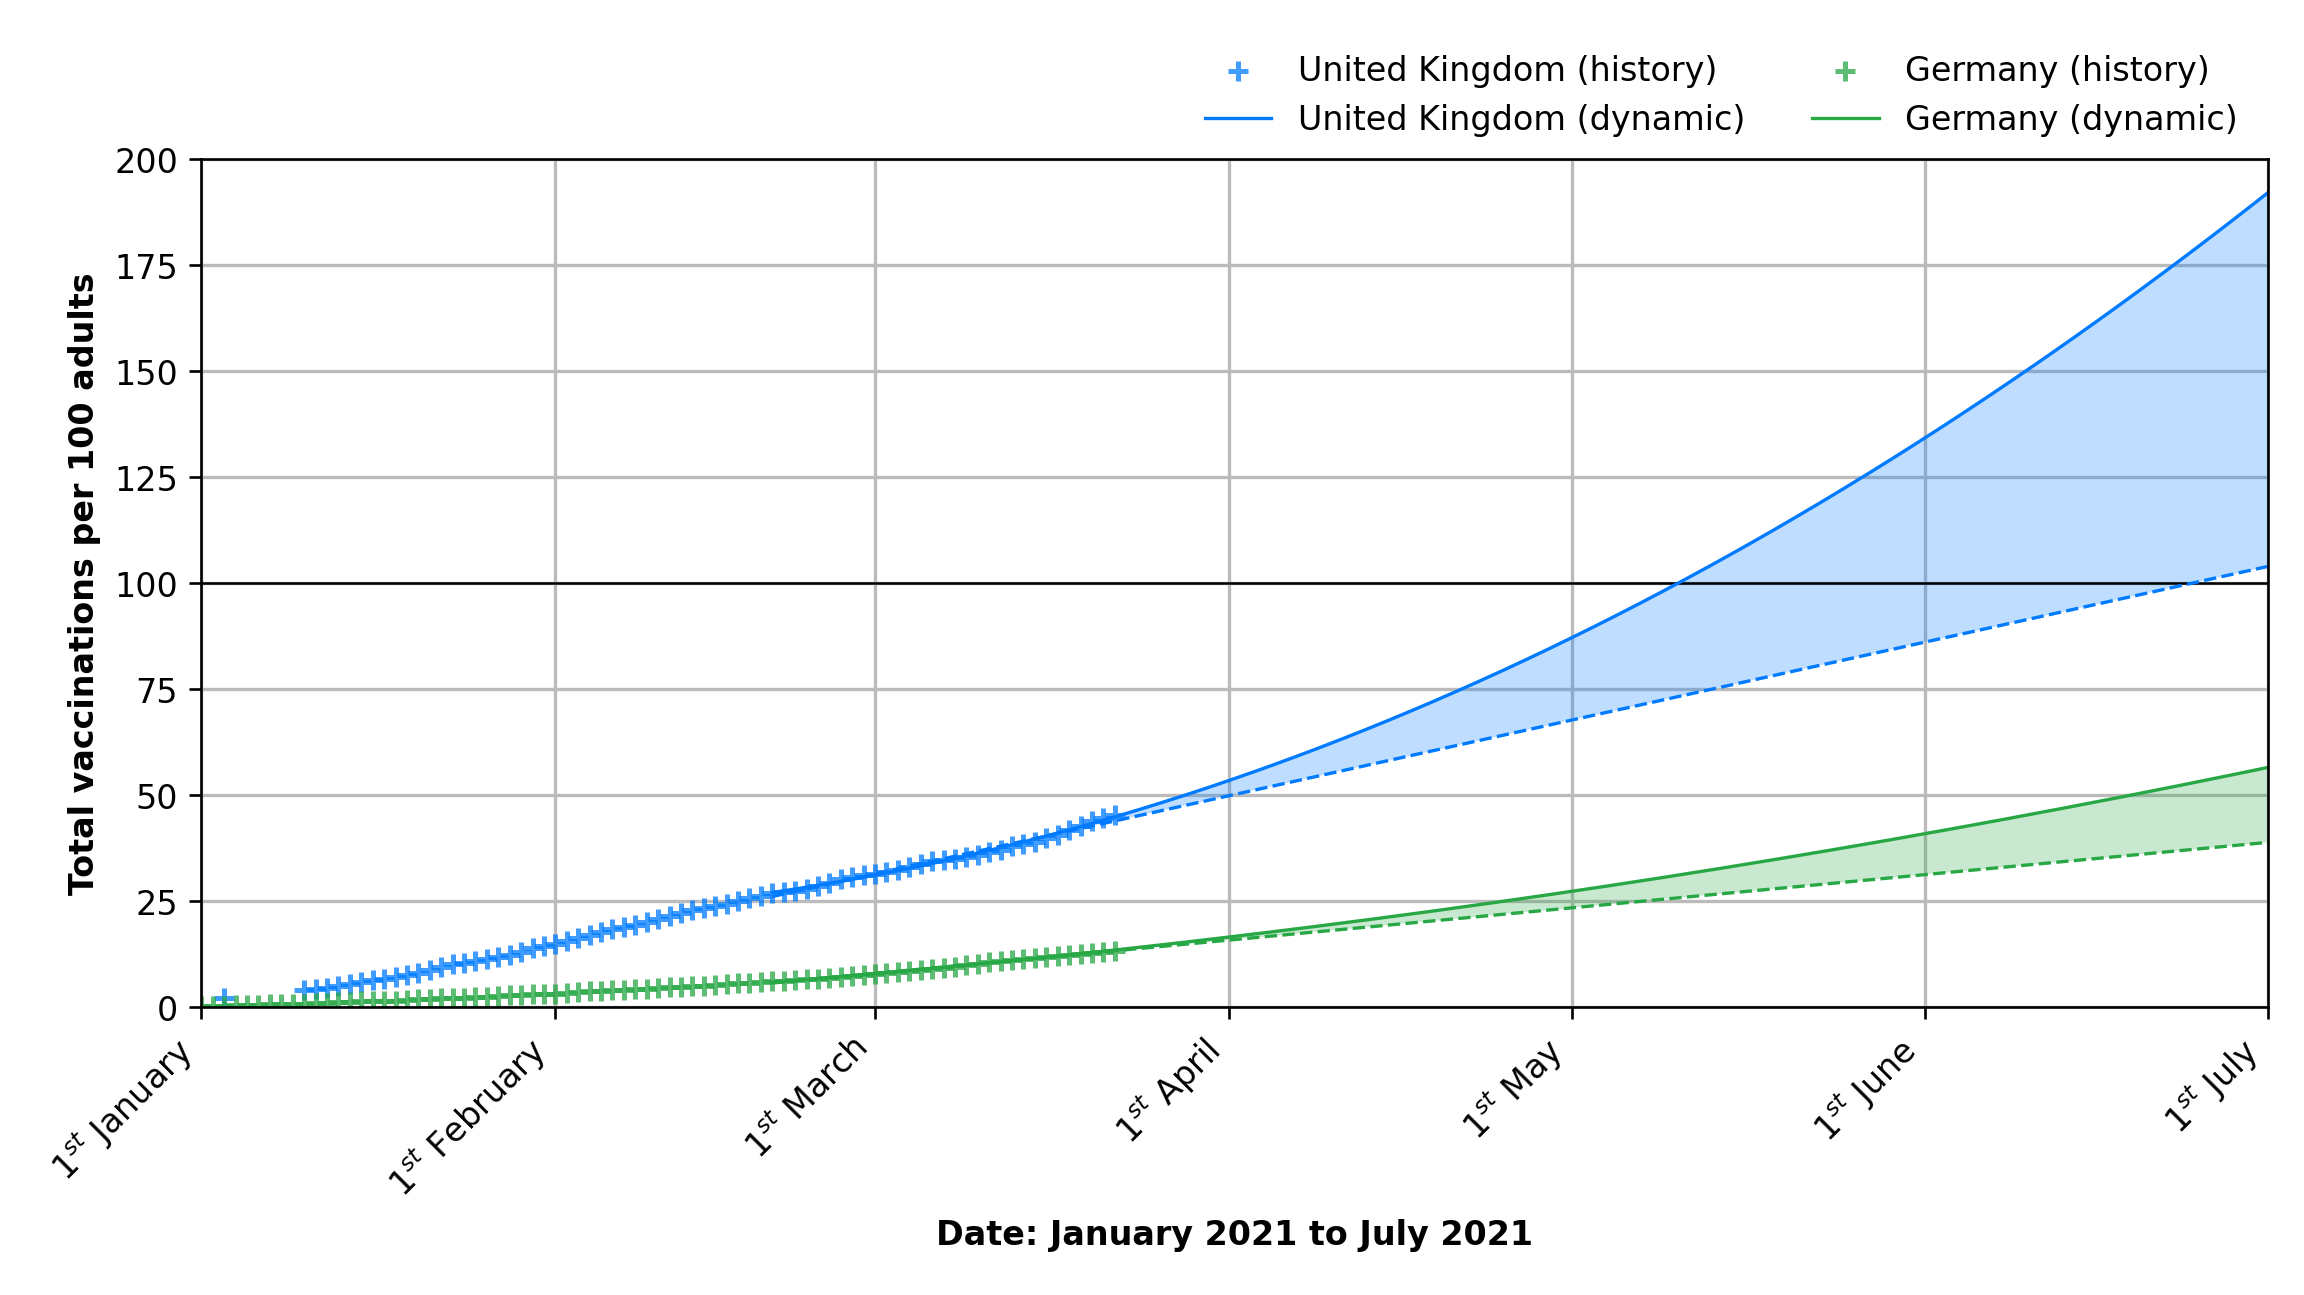 United Kingdom (history)
United Kingdom (dynamic)
Germany (history)
Germany (dynamic)
Total vaccinations per 100 adults
200
175
150
125
100
75
50
25
0
1st January
1st February
1st March
1st April
1st May
1st June
1st July
Date: January 2021 to July 2021